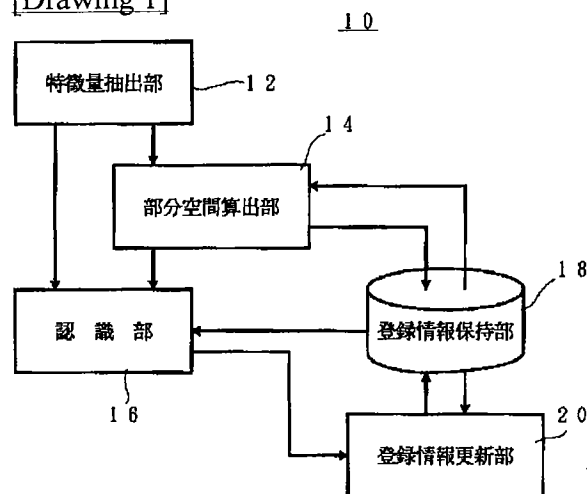 [Drawing 1]
10
特徴量抽出部
12
14
部分空間算出部
18
認 識 部
登録情報保持部
16
20
登録情報更新部